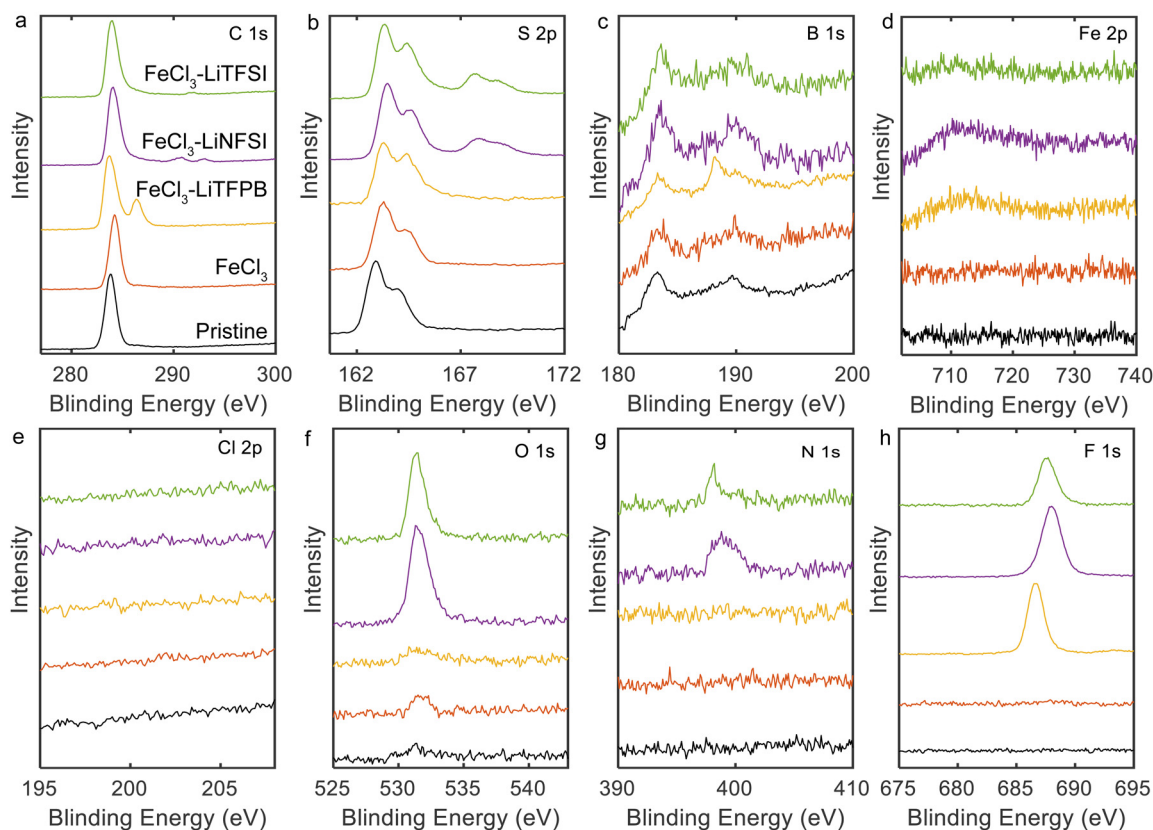 a
C 1s
FeCl3-LiTFSI
FeCl3-LiNFSI
FeCl3-LiTFPB
FeCl3
Pristine
Intensity
280 290 300
Blinding Energy (eV)
b
S 2p
Intensity
162 167 172
Blinding Energy (eV)
c
B 1s
Intensity
180 190 200
Blinding Energy (eV)
d
Fe 2p
Intensity
710 720 730 740
Blinding Energy (eV)
e
Cl 2p
Intensity
195 200 205
Blinding Energy (eV)
f
O 1s
Intensity
525 530 535 540
Blinding Energy (eV)
g
N 1s
Intensity
390 400 410
Blinding Energy (eV)
h
F 1s
Intensity
675 680 685 690 695
Blinding Energy (eV)